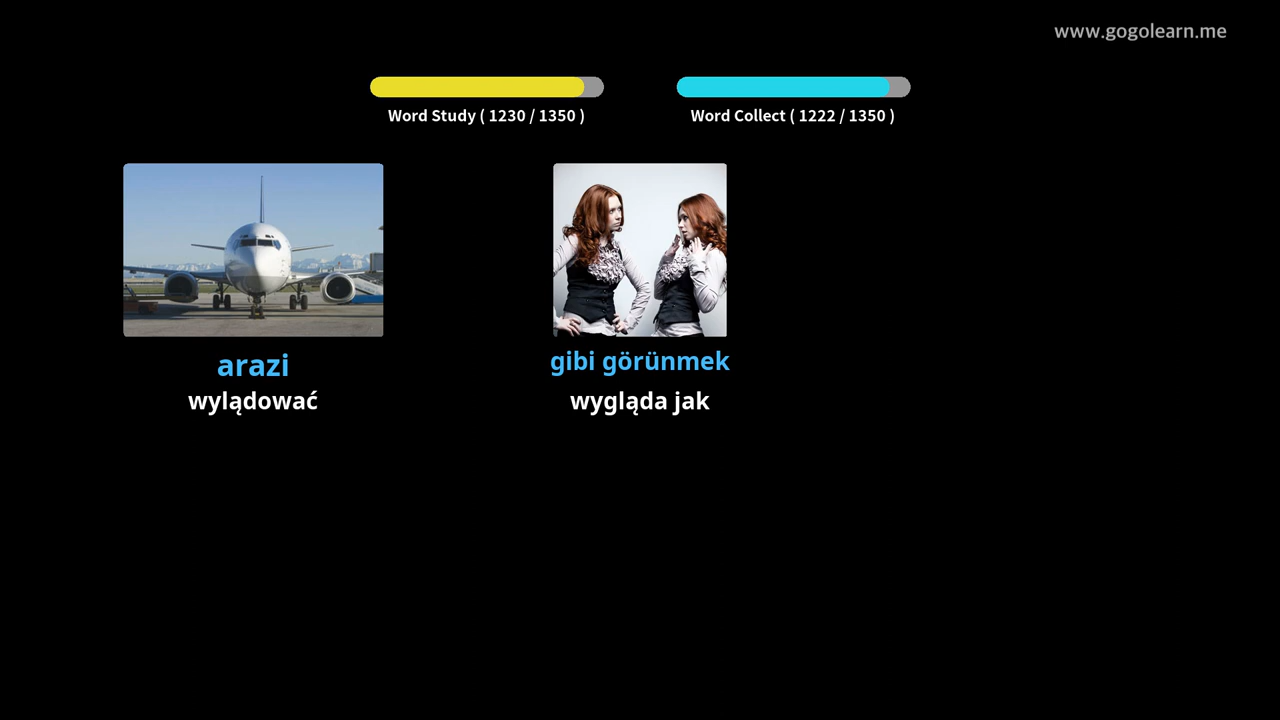 www.gogolearn.me
Word Study ( 1230 / 1350 )
Word Collect ( 1222 / 1350 )
arazi
wylądować
gibi görünmek
wygląda jak